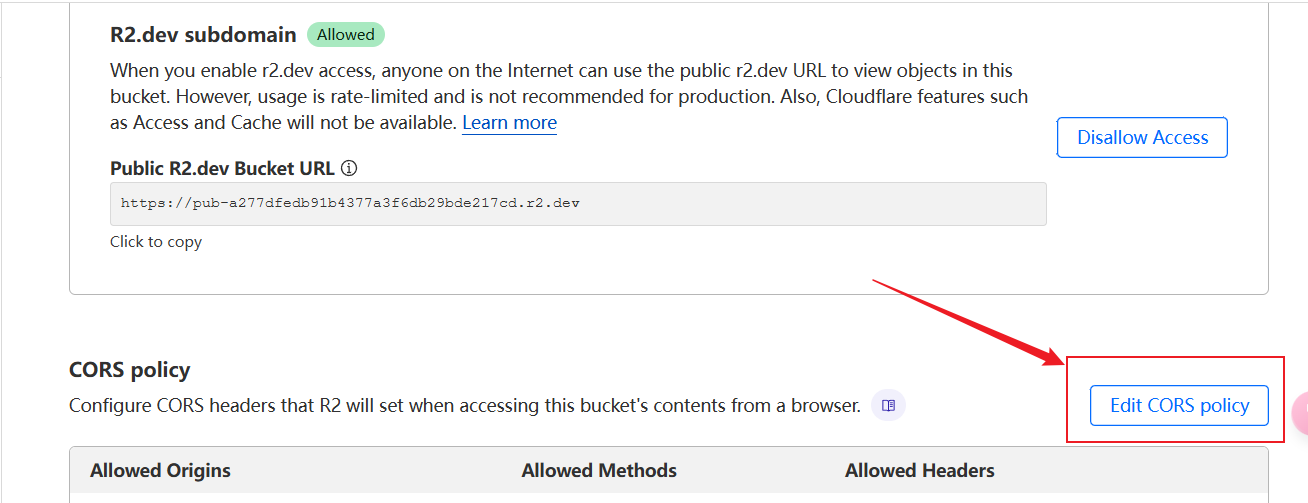 R2.dev subdomain Allowed
When you enable r2.dev access, anyone on the Internet can use the public r2.dev URL to view objects in this
bucket. However, usage is rate-limited and is not recommended for production. Also, Cloudflare features such
as Access and Cache will not be available. Learn more
Disallow Access
Public R2.dev Bucket URL
https://pub-a277dfedb91b4377a3f6db29bde217cd.r2.dev
Click to copy
CORS policy
Configure CORS headers that R2 will set when accessing this bucket's contents from a browser.
Edit CORS policy
Allowed Origins Allowed Methods Allowed Headers